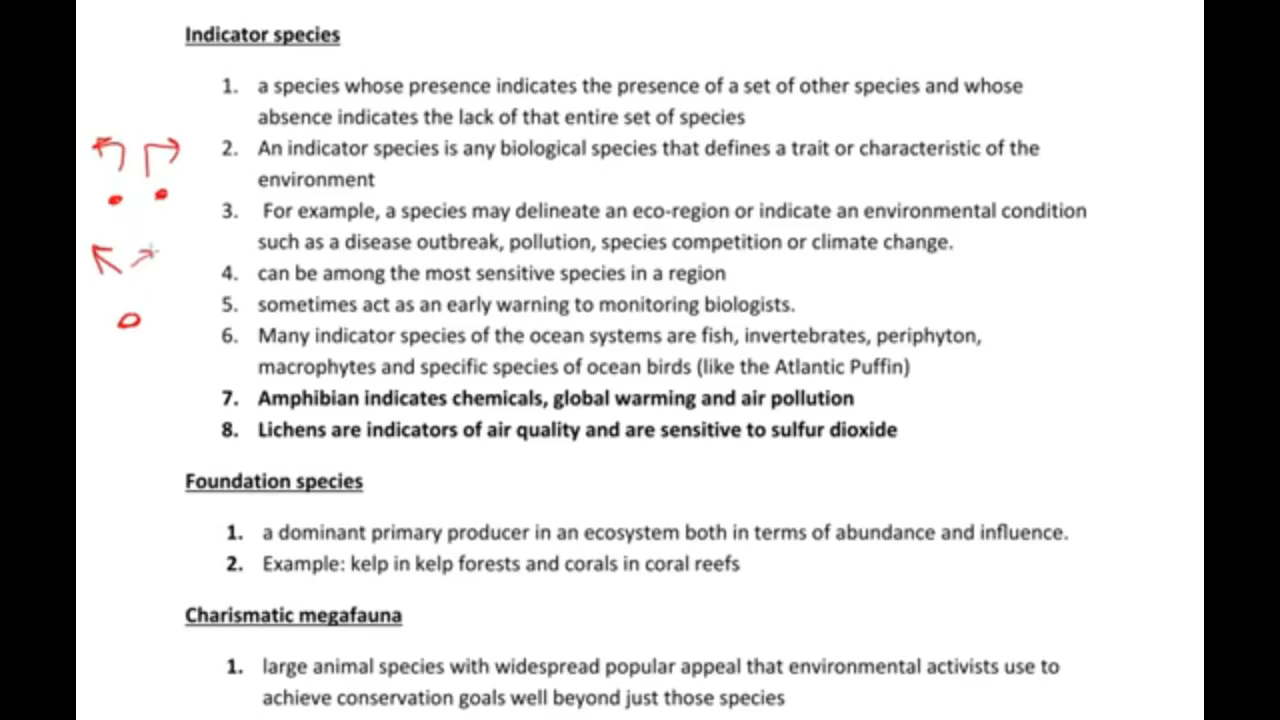 Indicator species
1. a species whose presence indicates the presence of a set of other species and whose
absence indicates the lack of that entire set of species
2. An indicator species is any biological species that defines a trait or characteristic of the
environment
3. For example, a species may delineate an eco-region or indicate an environmental condition
such as a disease outbreak, pollution, species competition or climate change.
4. can be among the most sensitive species in a region
5. sometimes act as an early warning to monitoring biologists.
6. Many indicator species of the ocean systems are fish, invertebrates, periphyton,
macrophytes and specific species of ocean birds (like the Atlantic Puffin)
7. Amphibian indicates chemicals, global warming and air pollution
8. Lichens are indicators of air quality and are sensitive to sulfur dioxide
Foundation species
1. a dominant primary producer in an ecosystem both in terms of abundance and influence.
2. Example: kelp in kelp forests and corals in coral reefs
Charismatic megafauna
1. large animal species with widespread popular appeal that environmental activists use to
achieve conservation goals well beyond just those species